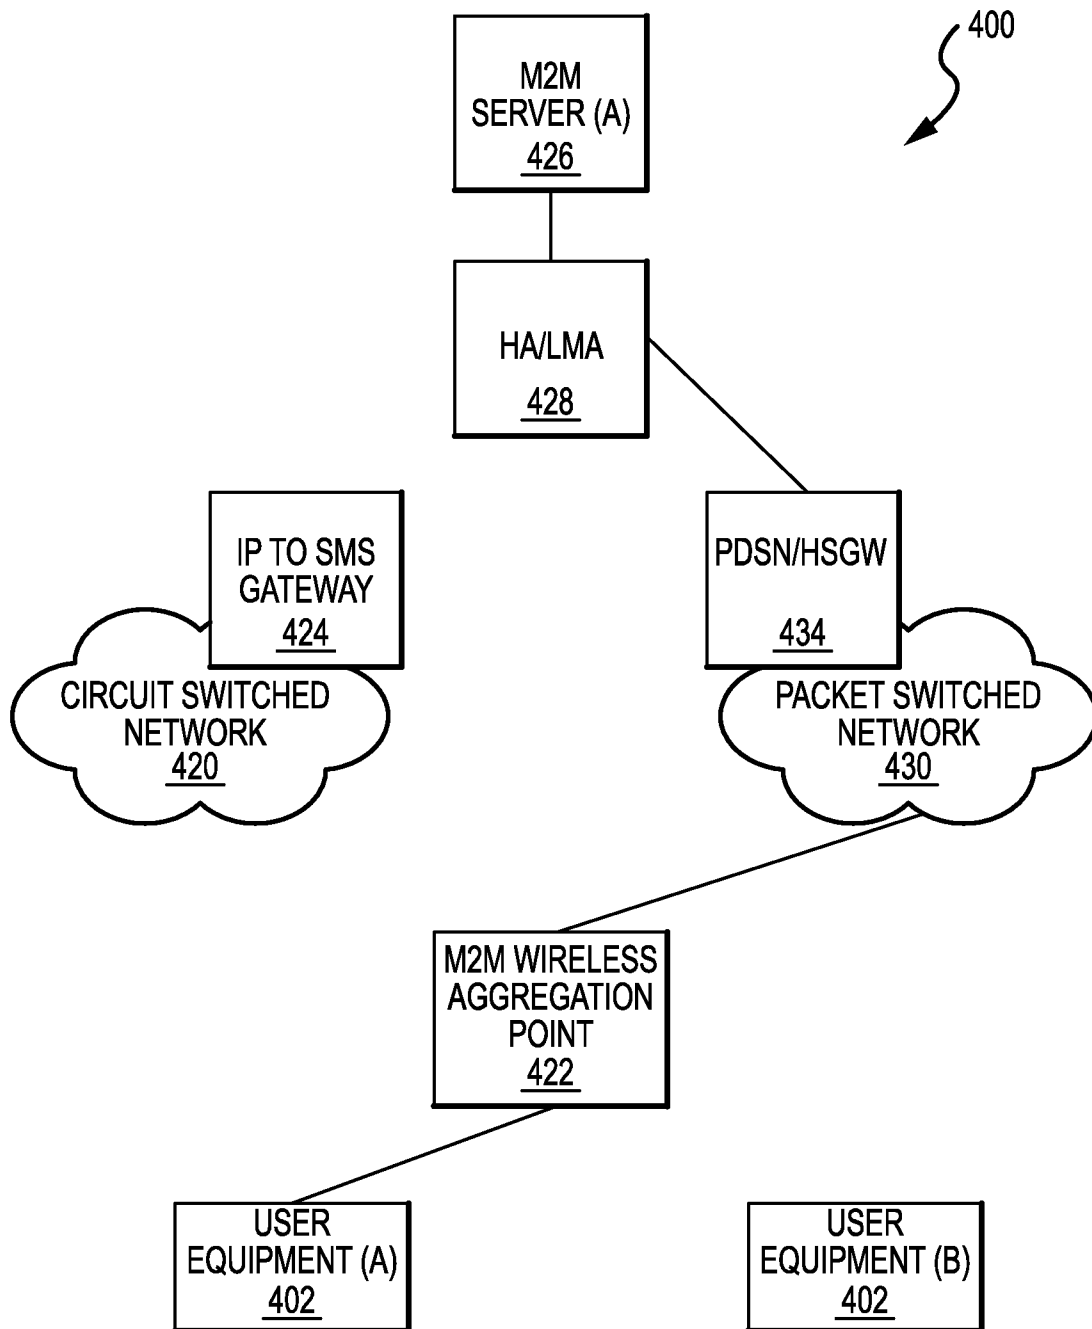 400
M2M
SERVER (A)
426
HA/LMA
428
IP TO SMS
GATEWAY
424
PDSN/HSGW
434
CIRCUIT SWITCHED
NETWORK
420
PACKET SWITCHED
NETWORK
430
M2M WIRELESS
AGGREGATION
POINT
422
USER
EQUIPMENT (A)
402
USER
EQUIPMENT (B)
402